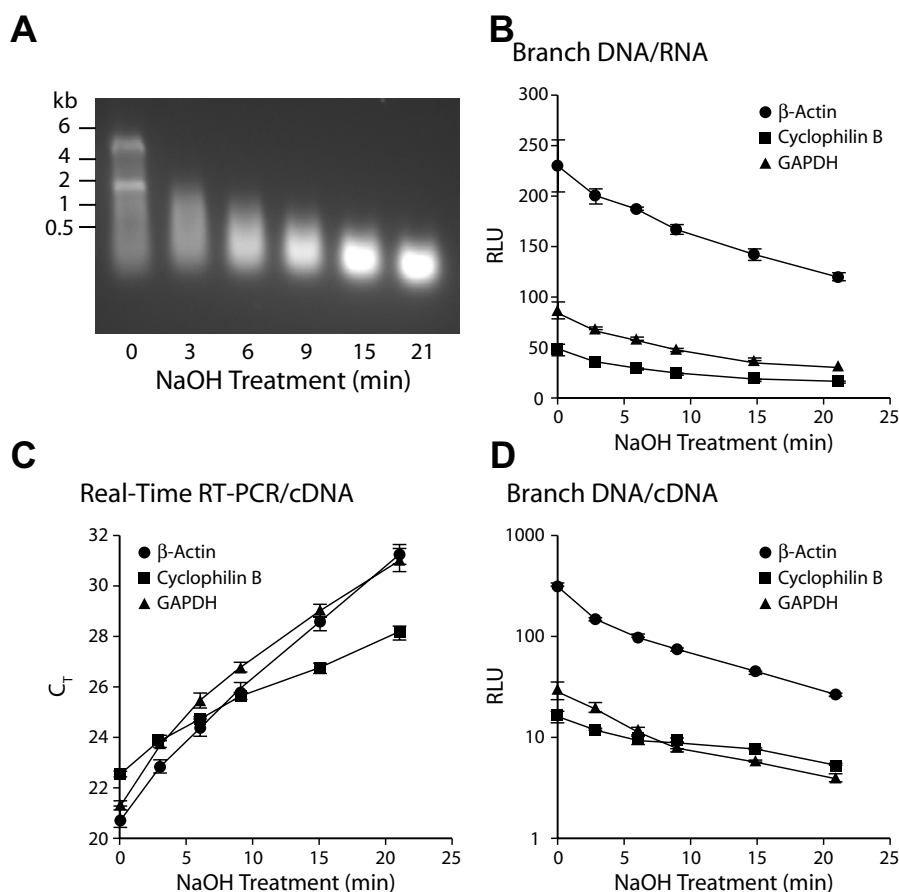 A
kb
6
4
2
1
0.5
0 3 6 9 15 21
NaOH Treatment (min)
B
Branch DNA/RNA
β-Actin
Cyclophilin B
GAPDH
RLU
300
250
200
150
100
50
0
0 5 10 15 20 25
NaOH Treatment (min)
C
Real-Time RT-PCR/cDNA
β-Actin
Cyclophilin B
GAPDH
CT
32
30
28
26
24
22
20
0 5 10 15 20 25
NaOH Treatment (min)
D
Branch DNA/cDNA
β-Actin
Cyclophilin B
GAPDH
RLU
1000
100
10
1
0 5 10 15 20 25
NaOH Treatment (min)